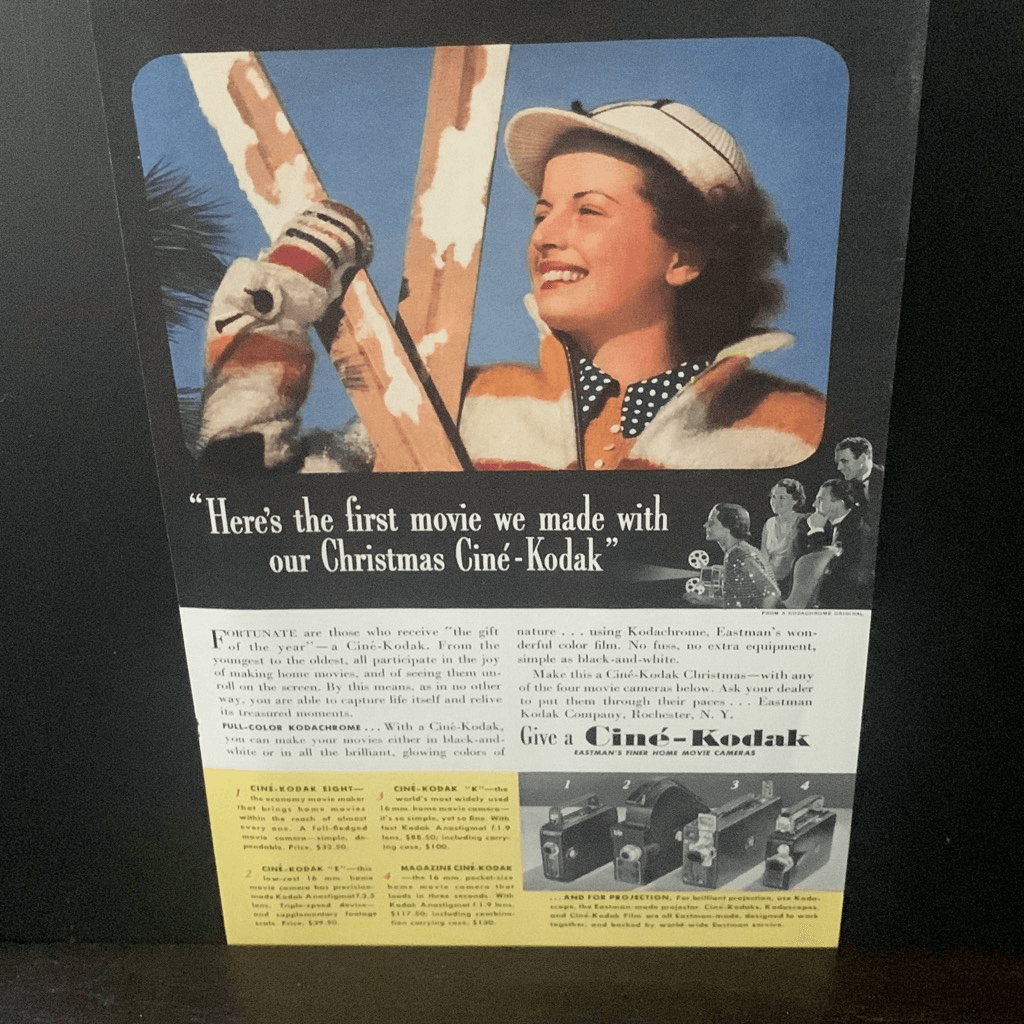 “Here's the first movie we made with
our Christmas Ciné-Kodak”
FROM A KODACHROME ORIGINAL
FORTUNATE are those who receive “the gift
of the year”—a Ciné-Kodak. From the
youngest to the oldest, all participate in the joy
of making home movies, and of seeing them un-
roll on the screen. By this means, as in no other
way, you are able to capture life itself and relive
its treasured moments.
FULL-COLOR KODACHROME . . . With a Ciné-Kodak,
you can make your movies either in black-and-
white or in all the brilliant, glowing colors of
nature . . . using Kodachrome, Eastman's won-
derful color film. No fuss, no extra equipment,
simple as black-and-white.
Make this a Ciné-Kodak Christmas—with any
of the four movie cameras below. Ask your dealer
to put them through their paces . . . Eastman
Kodak Company, Rochester, N. Y.
Give a Ciné-Kodak
EASTMAN'S FINER HOME MOVIE CAMERAS
1 CINÉ-KODAK EIGHT—
the economy movie maker
that brings home movies
within the reach of almost
every one. A full-fledged
movie camera—simple, de-
pendable. Price, $32.50.
2 CINÉ-KODAK “E”—this
low-cost 16 mm. home
movie camera has precision-
made Kodak Anastigmat f.3.5
lens. Triple-speed device—
and supplementary footage
scale. Price, $39.50.
3 CINÉ-KODAK “K”—the
world's most widely used
16 mm. home movie camera—
it's so simple, yet so fine. With
fast Kodak Anastigmat f.1.9
lens, $88.50; including carry-
ing case, $100.
4 MAGAZINE CINÉ-KODAK
—the 16 mm. pocket-size
home movie camera that
loads in three seconds. With
Kodak Anastigmat f.1.9 lens,
$117.50; including combina-
tion carrying case, $130.
1 2 3 4
. . . AND FOR PROJECTION. For brilliant projection, use Koda-
scope, the Eastman-made projector. Ciné-Kodaks, Kodascopes,
and Ciné-Kodak Film are all Eastman-made, designed to work
together, and backed by world-wide Eastman service.